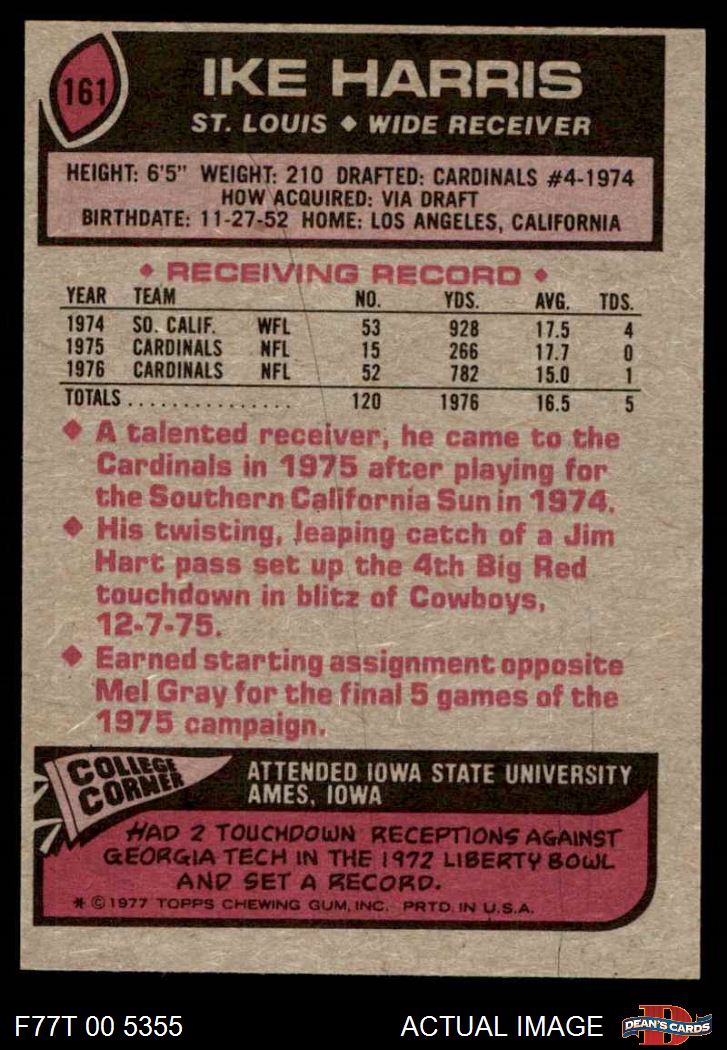 161
IKE HARRIS
ST. LOUIS ♦ WIDE RECEIVER
HEIGHT: 6'5" WEIGHT: 210 DRAFTED: CARDINALS #4-1974
HOW ACQUIRED: VIA DRAFT
BIRTHDATE: 11-27-52 HOME: LOS ANGELES, CALIFORNIA
♦ RECEIVING RECORD ♦
YEAR TEAM NO. YDS. AVG. TDS.
1974 SO. CALIF. WFL 53 928 17.5 4
1975 CARDINALS NFL 15 266 17.7 0
1976 CARDINALS NFL 52 782 15.0 1
TOTALS ................ 120 1976 16.5 5
♦ A talented receiver, he came to the
Cardinals in 1975 after playing for
the Southern California Sun in 1974.
♦ His twisting, leaping catch of a Jim
Hart pass set up the 4th Big Red
touchdown in blitz of Cowboys,
12-7-75.
♦ Earned starting assignment opposite
Mel Gray for the final 5 games of the
1975 campaign.
COLLEGE
CORNER
ATTENDED IOWA STATE UNIVERSITY
AMES, IOWA
HAD 2 TOUCHDOWN RECEPTIONS AGAINST
GEORGIA TECH IN THE 1972 LIBERTY BOWL
AND SET A RECORD.
* © 1977 TOPPS CHEWING GUM, INC. PRTD. IN U.S.A.
F77T 00 5355 ACTUAL IMAGE
D
DEAN'S CARDS